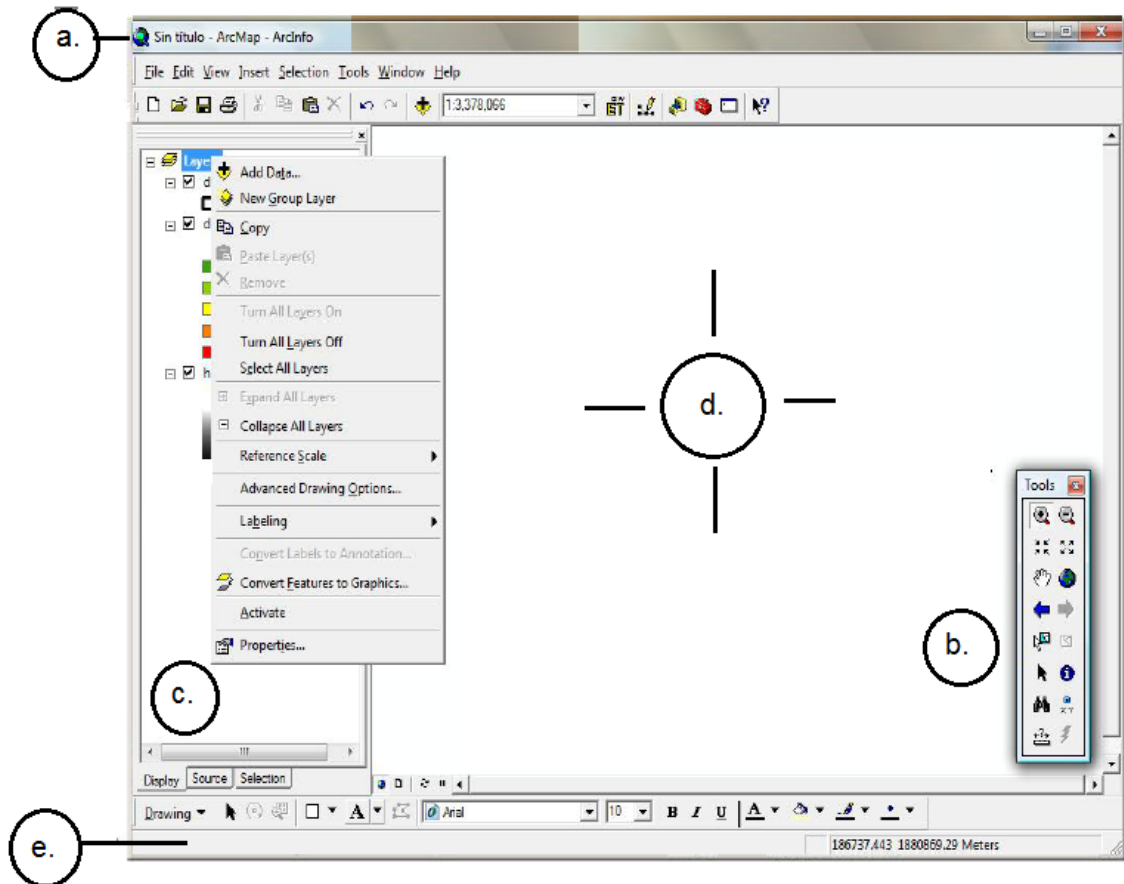 a.
Sin título - ArcMap - ArcInfo
File Edit View Insert Selection Tools Window Help
1:3,378,066
Laye
d
d
h
Add Data...
New Group Layer
Copy
Paste Layer(s)
Remove
Turn All Layers On
Turn All Layers Off
Select All Layers
Expand All Layers
Collapse All Layers
Reference Scale
Advanced Drawing Options...
Labeling
Convert Labels to Annotation...
Convert Features to Graphics...
Activate
Properties...
d.
Tools
b.
c.
Display Source Selection
Drawing A Arial 10 B I U A
e.
186737.443 1880869.29 Meters